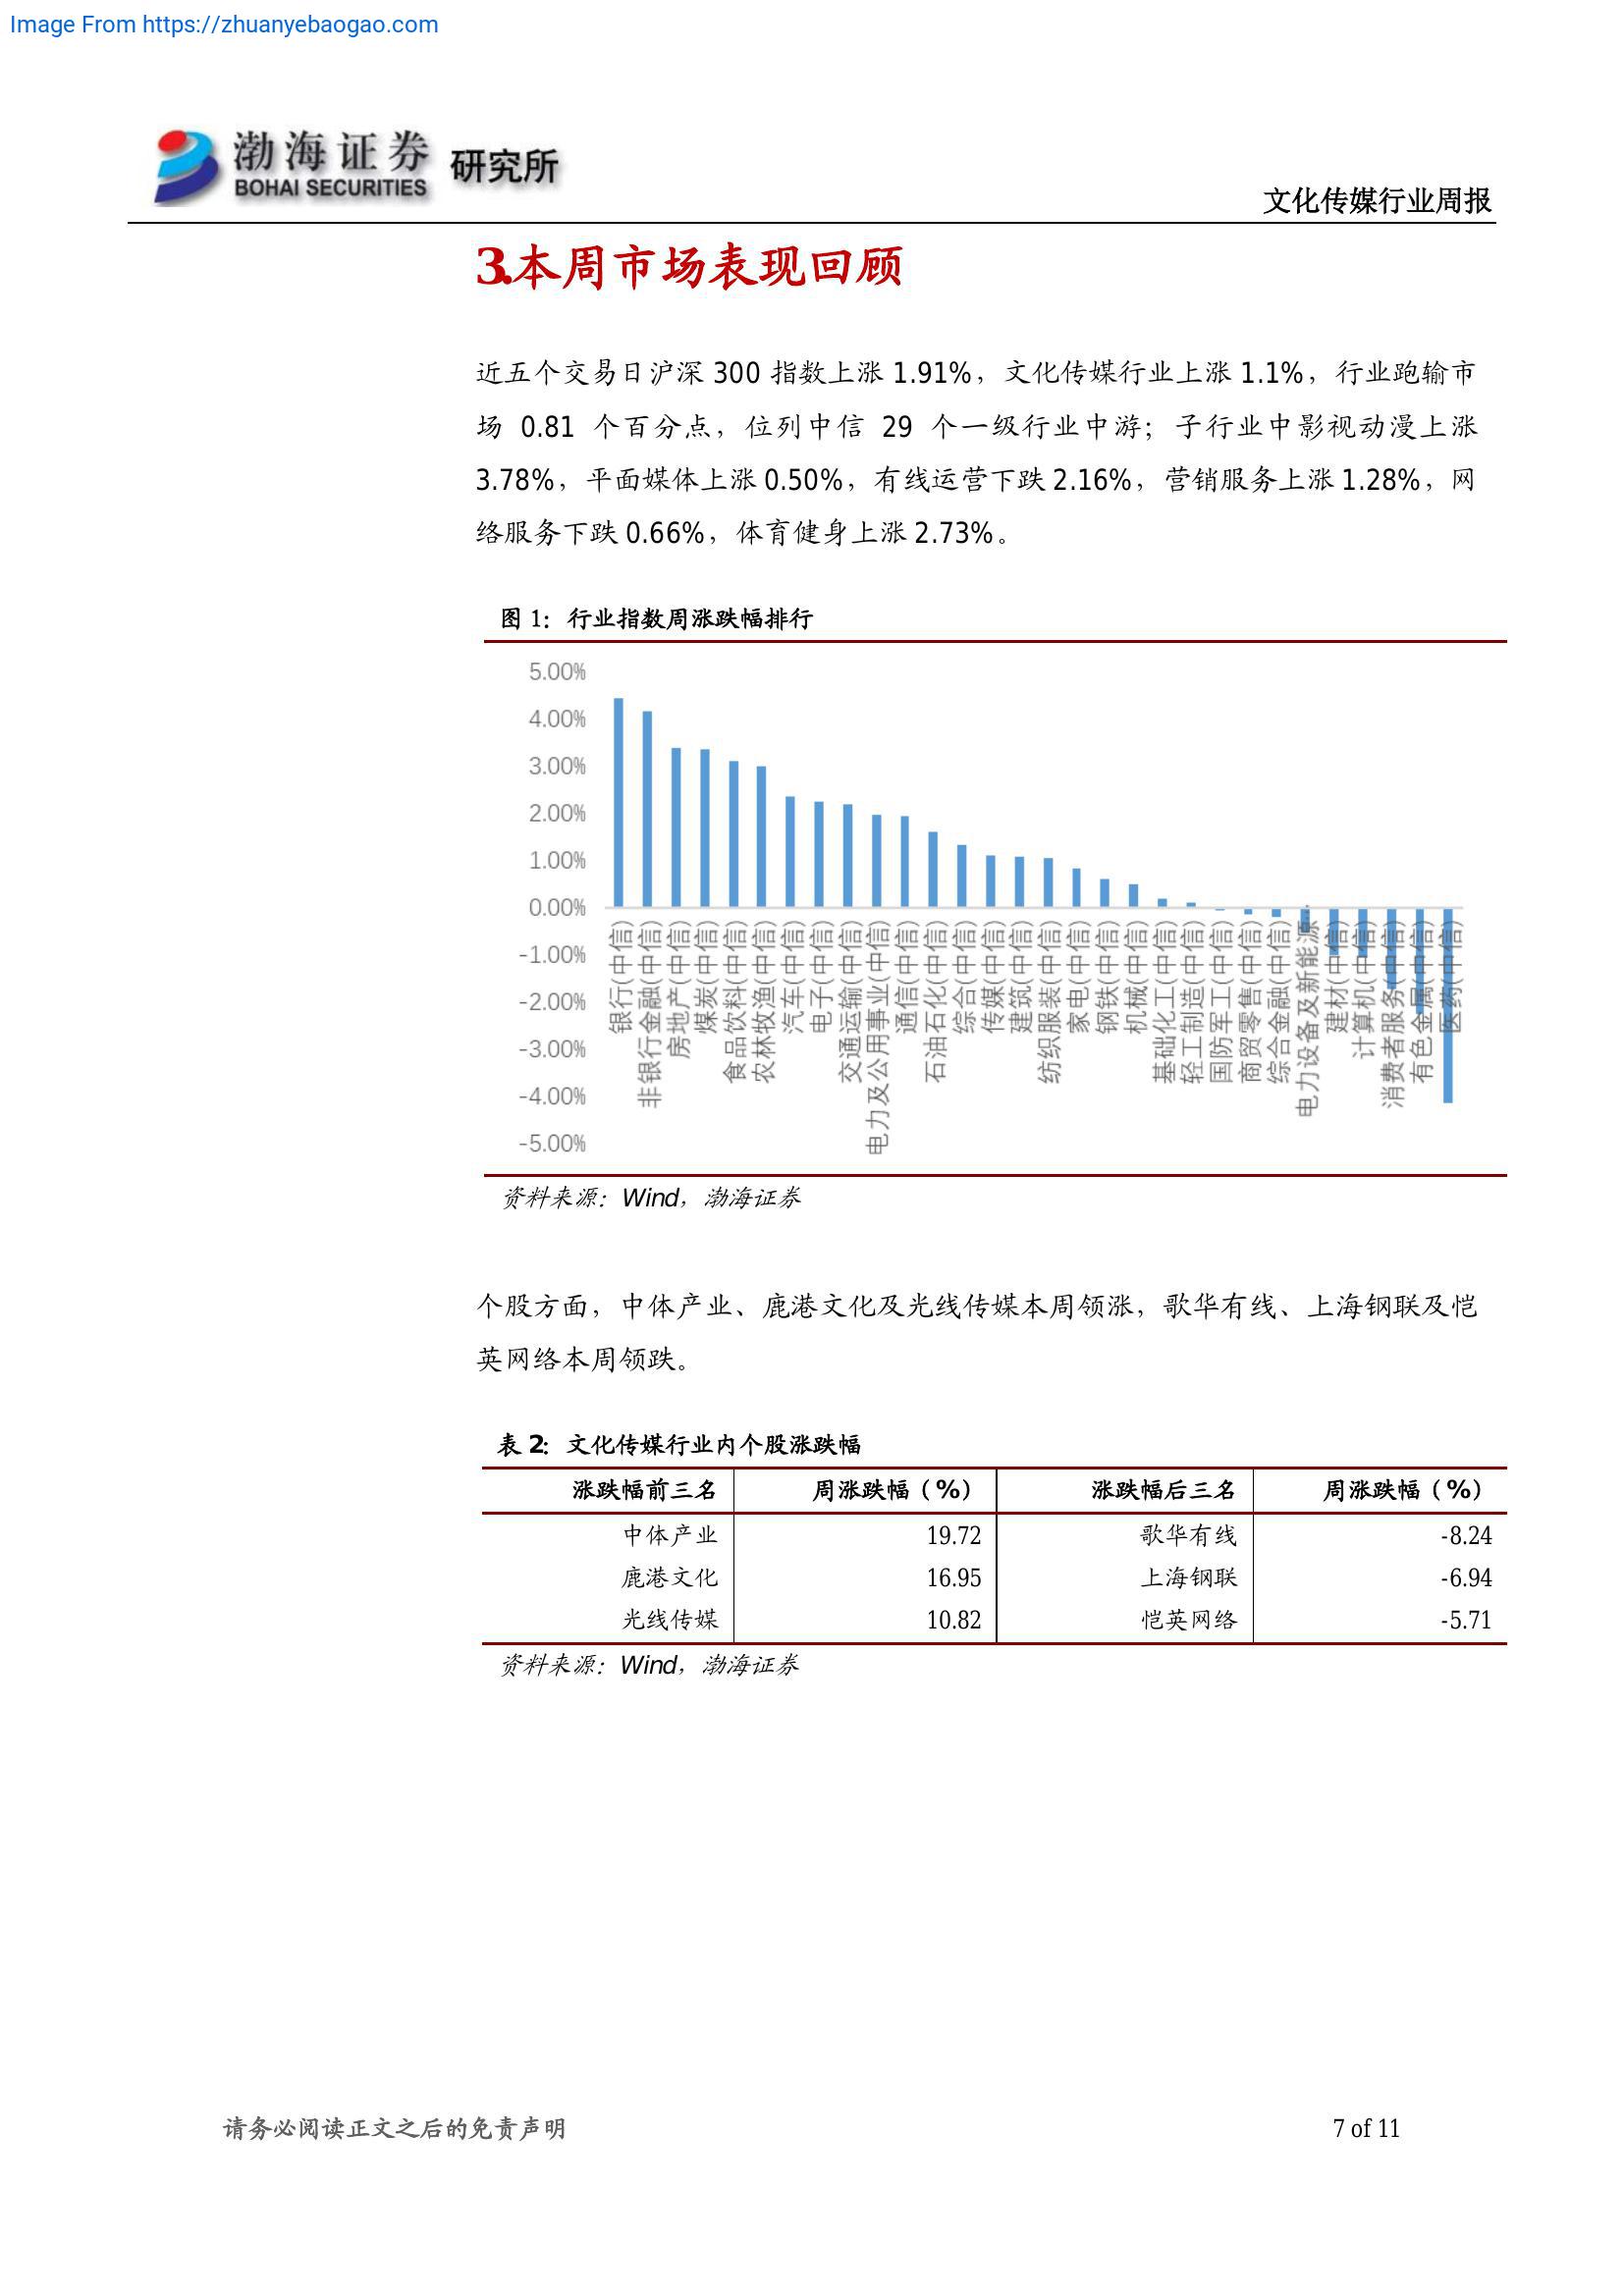 Image From https://zhuanyebaogao.com
渤海证券 研究所
BOHAI SECURITIES
文化传媒行业周报
3.本周市场表现回顾
近五个交易日沪深 300 指数上涨 1.91%，文化传媒行业上涨 1.1%，行业跑输市
场 0.81 个百分点，位列中信 29 个一级行业中游；子行业中影视动漫上涨
3.78%，平面媒体上涨 0.50%，有线运营下跌 2.16%，营销服务上涨 1.28%，网
络服务下跌 0.66%，体育健身上涨 2.73%。
图 1：行业指数周涨跌幅排行
5.00%
4.00%
3.00%
2.00%
1.00%
0.00%
-1.00%
-2.00%
-3.00%
-4.00%
-5.00%
银行(中信)
非银行金融(中信)
房地产(中信)
煤炭(中信)
食品饮料(中信)
农林牧渔(中信)
汽车(中信)
电子(中信)
交通运输(中信)
电力及公用事业(中信)
通信(中信)
石油石化(中信)
综合(中信)
传媒(中信)
建筑(中信)
纺织服装(中信)
家电(中信)
钢铁(中信)
机械(中信)
基础化工(中信)
轻工制造(中信)
国防军工(中信)
商贸零售(中信)
综合金融(中信)
电力设备及新能源…
建材(中信)
计算机(中信)
消费者服务(中信)
有色金属(中信)
医药(中信)
资料来源：Wind，渤海证券
个股方面，中体产业、鹿港文化及光线传媒本周领涨，歌华有线、上海钢联及恺
英网络本周领跌。
表 2：文化传媒行业内个股涨跌幅
涨跌幅前三名 周涨跌幅（%） 涨跌幅后三名 周涨跌幅（%）
中体产业 19.72 歌华有线 -8.24
鹿港文化 16.95 上海钢联 -6.94
光线传媒 10.82 恺英网络 -5.71
资料来源：Wind，渤海证券
请务必阅读正文之后的免责声明 7 of 11